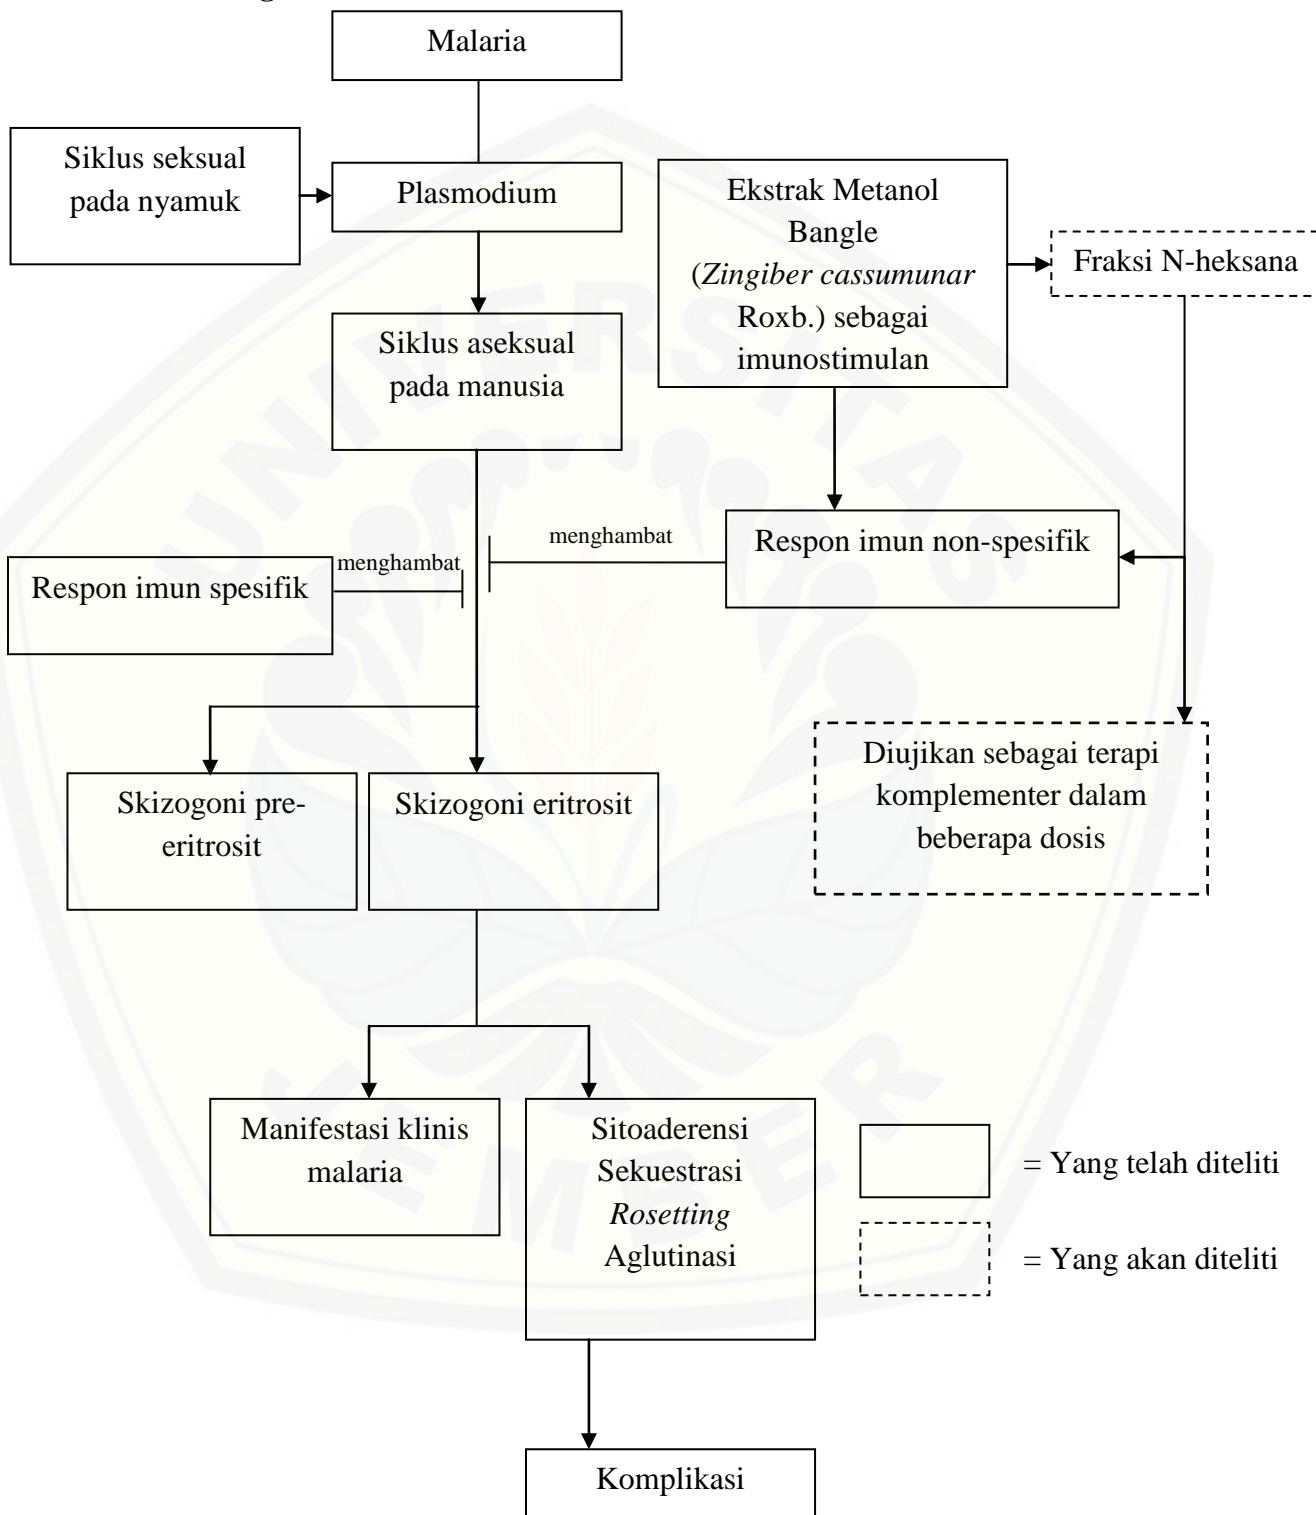 Malaria
Siklus seksual
pada nyamuk
Plasmodium
Ekstrak Metanol
Bangle
(Zingiber cassumunar
Roxb.) sebagai
imunostimulan
Fraksi N-heksana
Siklus aseksual
pada manusia
menghambat
Respon imun non-spesifik
menghambat
Respon imun spesifik
Diujikan sebagai terapi
komplementer dalam
beberapa dosis
Skizogoni pre-
eritrosit
Skizogoni eritrosit
Manifestasi klinis
malaria
Sitoaderensi
Sekuestrasi
Rosetting
Aglutinasi
= Yang telah diteliti
= Yang akan diteliti
Komplikasi
UNIVERSITAS
JEMBER